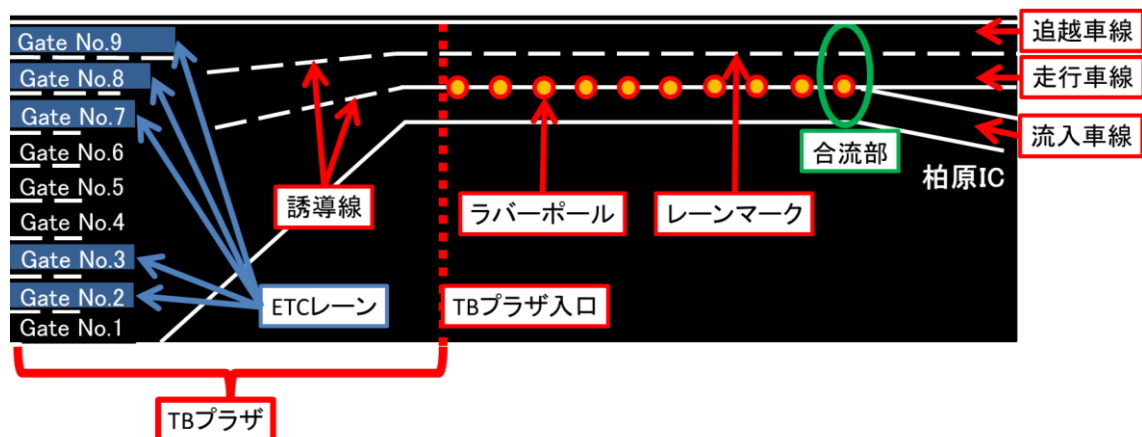 Gate No.9
Gate No.8
Gate No.7
Gate No.6
Gate No.5
Gate No.4
Gate No.3
Gate No.2
Gate No.1
誘導線
ETCレーン
TBプラザ
TBプラザ入口
ラバーポール
レーンマーク
合流部
柏原IC
追越車線
走行車線
流入車線